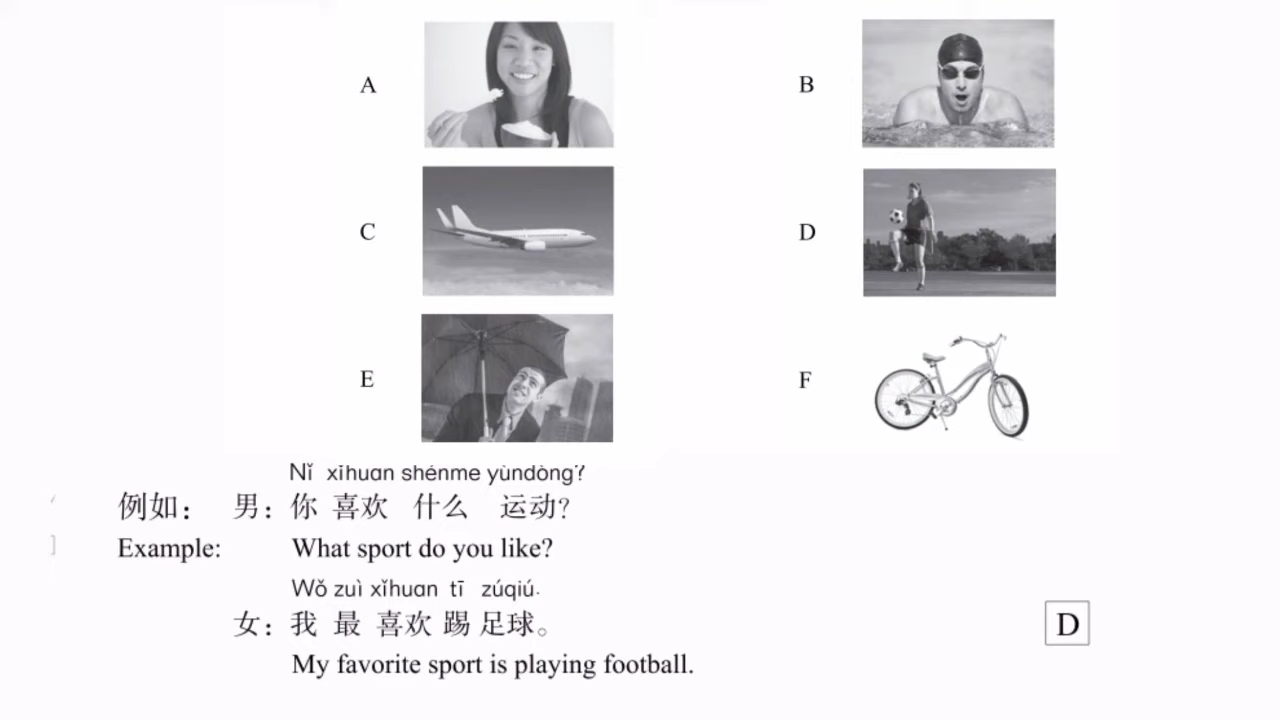 A
B
C
D
E
F
Nǐ xīhuan shénme yùndòng?
例如： 男：你 喜欢 什么 运动?
Example: What sport do you like?
Wǒ zuì xǐhuan tī zúqiú.
女：我 最 喜欢 踢 足球。 D
My favorite sport is playing football.